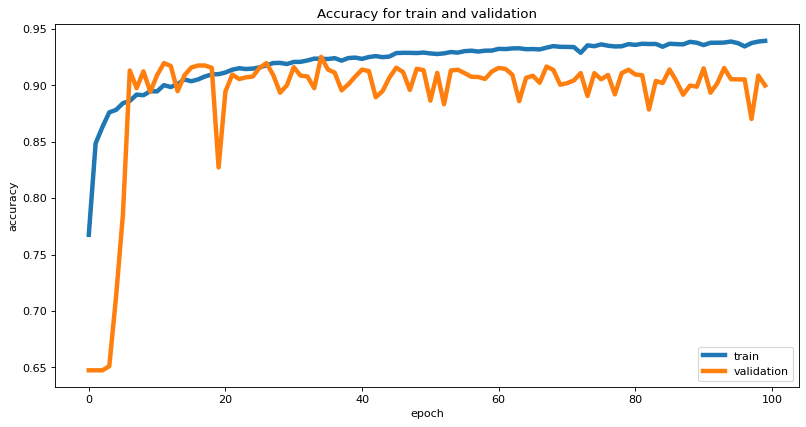 Accuracy for train and validation
0.95
0.90
0.85
0.80
0.75
0.70
0.65
accuracy
0
20
40
60
80
100
epoch
train
validation